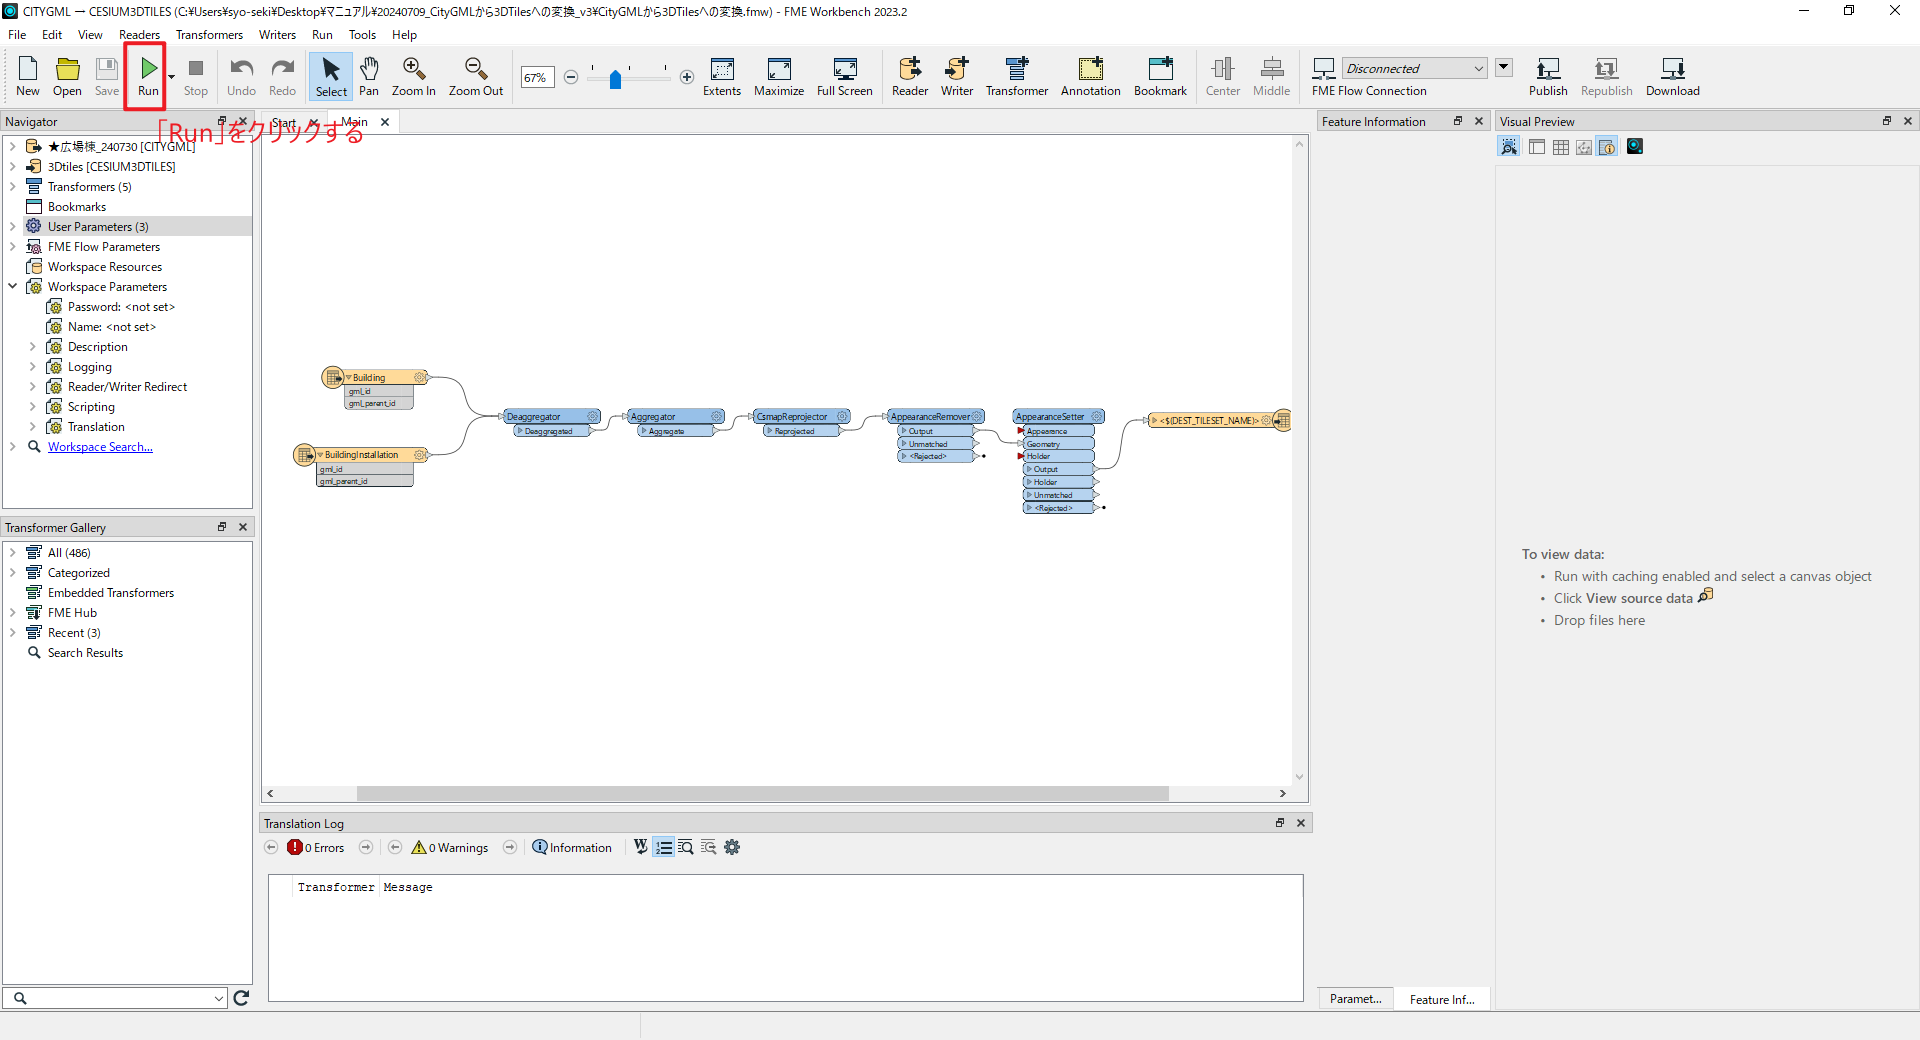 CITYGML → CESIUM3DTILES (C:¥Users¥syo-seki¥Desktop¥マニュアル¥20240709_CityGMLから3DTilesへの変換_v3¥CityGMLから3DTilesへの変換.fmw) - FME Workbench 2023.2
File Edit View Readers Transformers Writers Run Tools Help
New Open Save Run Stop Undo Redo Select Pan Zoom In Zoom Out 67% Extents Maximize Full Screen Reader Writer Transformer Annotation Bookmark Center Middle Disconnected FME Flow Connection Publish Republish Download
「Run」をクリックする
Navigator
★広場棟_240730 [CITYGML]
3Dtiles [CESIUM3DTILES]
Transformers (5)
Bookmarks
User Parameters (3)
FME Flow Parameters
Workspace Resources
Workspace Parameters
Password: <not set>
Name: <not set>
Description
Logging
Reader/Writer Redirect
Scripting
Translation
Workspace Search...
Transformer Gallery
All (486)
Categorized
Embedded Transformers
FME Hub
Recent (3)
Search Results
Start Main
Building
gml_id
gml_parent_id
BuildingInstallation
gml_id
gml_parent_id
Deaggregator
Deaggregated
Aggregator
Aggregate
CsmapReprojector
Reprojected
AppearanceRemover
Output
Unmatched
<Rejected>
AppearanceSetter
Appearance
Geometry
Holder
Output
Holder
Unmatched
<Rejected>
<$(DEST_TILESET_NAME)>
Translation Log
0 Errors 0 Warnings Information
Transformer Message
Feature Information
Paramet... Feature Inf...
Visual Preview
To view data:
• Run with caching enabled and select a canvas object
• Click View source data
• Drop files here